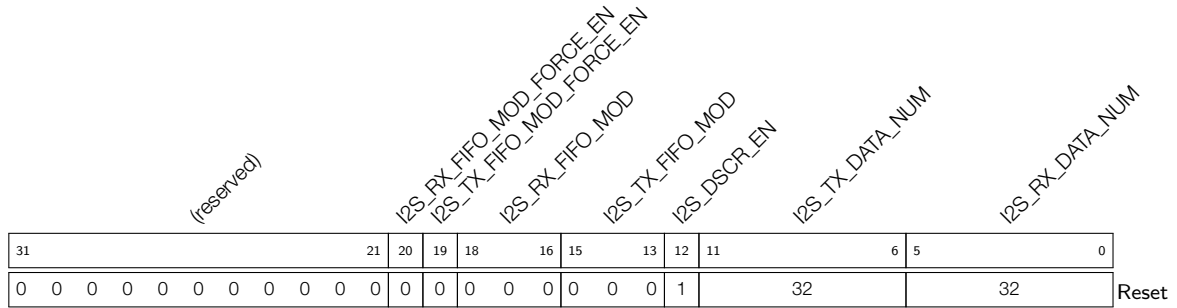 (reserved) I2S_RX_FIFO_MOD_FORCE_EN I2S_TX_FIFO_MOD_FORCE_EN I2S_RX_FIFO_MOD I2S_TX_FIFO_MOD I2S_DSCR_EN I2S_TX_DATA_NUM I2S_RX_DATA_NUM
31 21 20 19 18 16 15 13 12 11 6 5 0
0 0 0 0 0 0 0 0 0 0 0 0 0 0 0 0 0 0 0 1 32 32 Reset